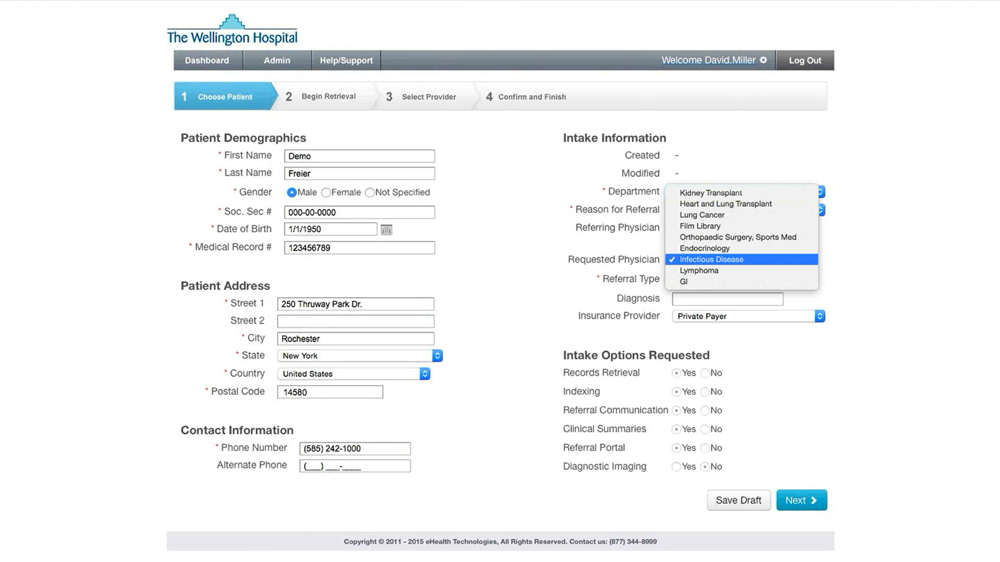 The Wellington Hospital
Dashboard
Admin
Help/Support
Welcome David.Miller
Log Out
1 Choose Patient
2 Begin Retrieval
3 Select Provider
4 Confirm and Finish
Patient Demographics
* First Name Demo
* Last Name Freier
* Gender Male Female Not Specified
* Soc. Sec # 000-00-0000
* Date of Birth 1/1/1950
* Medical Record # 123456789
Patient Address
* Street 1 250 Thruway Park Dr.
Street 2
* City Rochester
* State New York
* Country United States
* Postal Code 14580
Contact Information
* Phone Number (585) 242-1000
Alternate Phone (___) ___-____
Intake Information
Created -
Modified -
* Department
* Reason for Referral
Referring Physician
Requested Physician
* Referral Type
Kidney Transplant
Heart and Lung Transplant
Lung Cancer
Film Library
Orthopaedic Surgery, Sports Med
Endocrinology
✓ Infectious Disease
Lymphoma
GI
Diagnosis
Insurance Provider Private Payer
Intake Options Requested
Records Retrieval Yes No
Indexing Yes No
Referral Communication Yes No
Clinical Summaries Yes No
Referral Portal Yes No
Diagnostic Imaging Yes No
Save Draft
Next
Copyright © 2011 - 2015 eHealth Technologies, All Rights Reserved. Contact us: (877) 344-8999